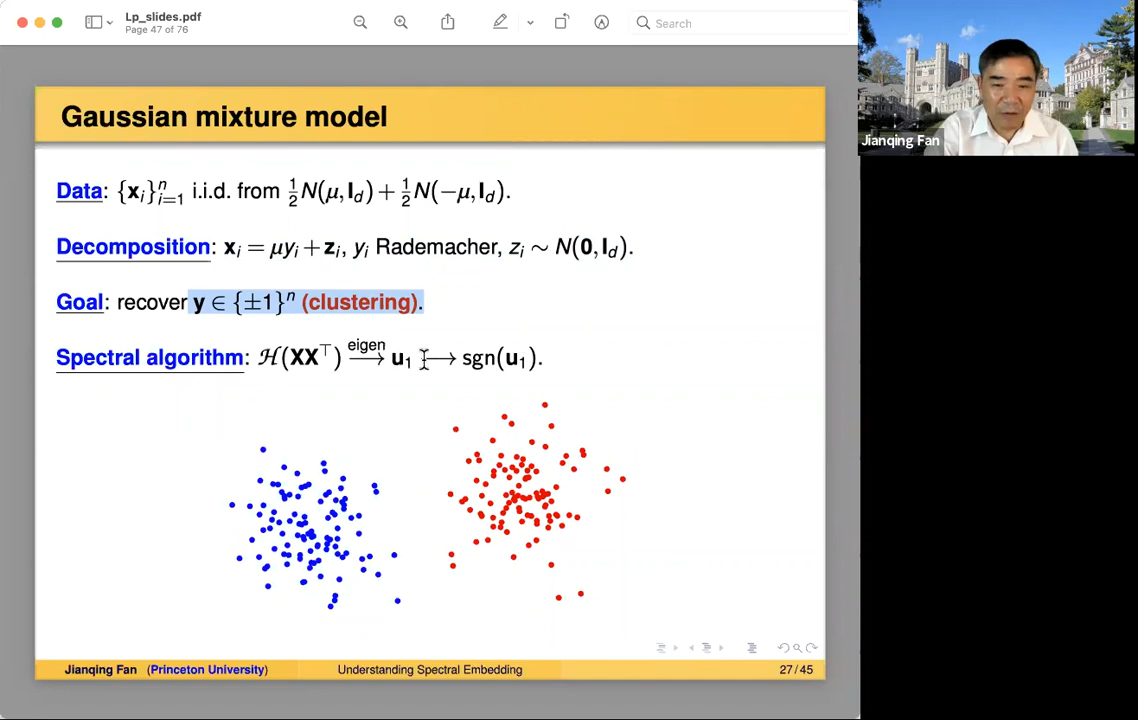 Lp_slides.pdf
Page 47 of 76
Search
Jianqing Fan
Gaussian mixture model
Data: {𝐱ᵢ}ⁿᵢ₌₁ i.i.d. from ½N(μ, 𝐈_d) + ½N(−μ, 𝐈_d).
Decomposition: 𝐱ᵢ = μyᵢ + 𝐳ᵢ, yᵢ Rademacher, zᵢ ∼ N(𝟎, 𝐈_d).
Goal: recover 𝐲 ∈ {±1}ⁿ (clustering).
Spectral algorithm: ℋ(𝐗𝐗⊤) eigen⟶ 𝐮₁ ⟼ sgn(𝐮₁).
Jianqing Fan (Princeton University) Understanding Spectral Embedding 27 / 45